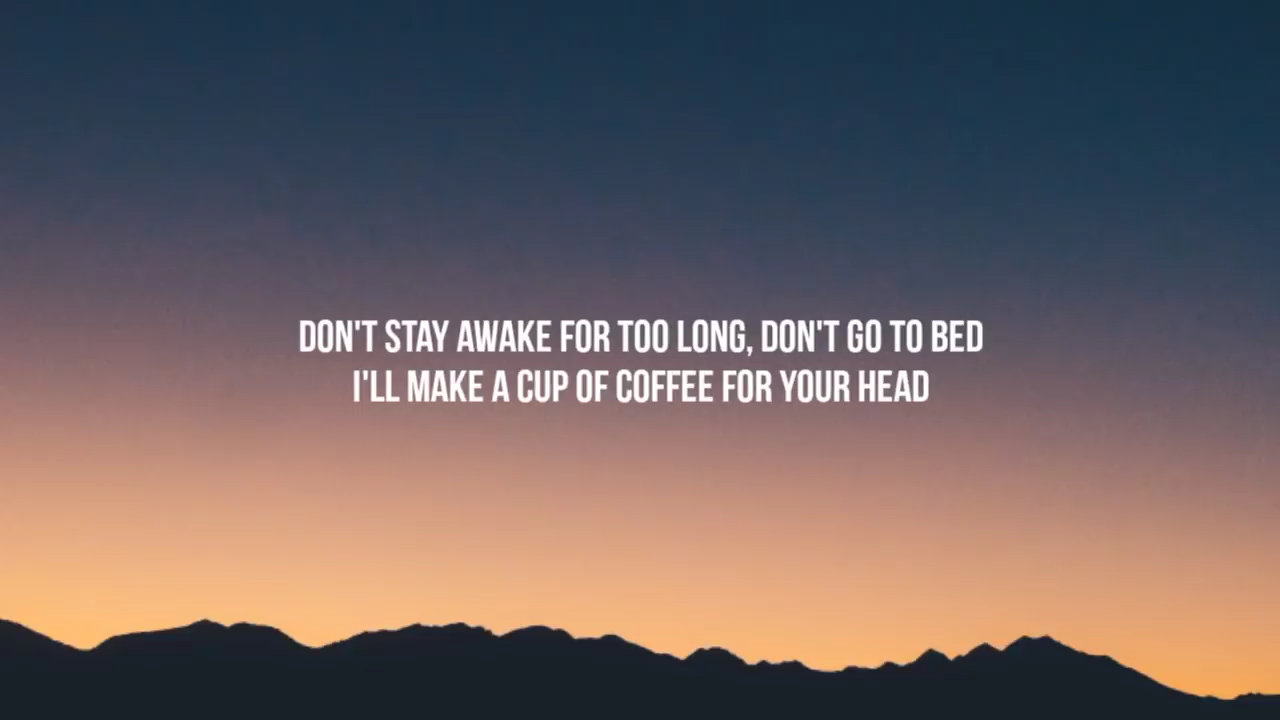 DON'T STAY AWAKE FOR TOO LONG, DON'T GO TO BED
I'LL MAKE A CUP OF COFFEE FOR YOUR HEAD